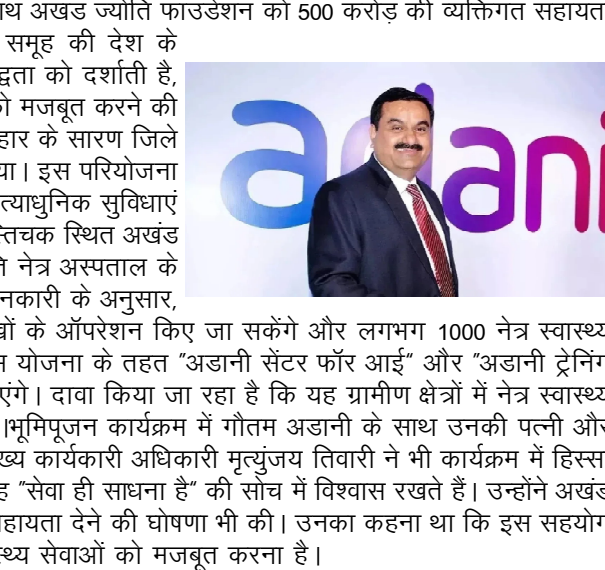 थ अखंड ज्योति फाउंडेशन को 500 करोड़ की व्यक्तिगत सहायत
समूह की देश के
द्धता को दर्शाती है,
ो मजबूत करने की
हार के सारण जिले
या। इस परियोजना
त्याधुनिक सुविधाएं
स्तिचक स्थित अखंड
ते नेत्र अस्पताल के
नकारी के अनुसार,
adani
खों के ऑपरेशन किए जा सकेंगे और लगभग 1000 नेत्र स्वास्थ्य
स योजना के तहत "अडानी सेंटर फॉर आई" और "अडानी ट्रेनिंग
एंगे। दावा किया जा रहा है कि यह ग्रामीण क्षेत्रों में नेत्र स्वास्थ्य
।भूमिपूजन कार्यक्रम में गौतम अडानी के साथ उनकी पत्नी और
ख्य कार्यकारी अधिकारी मृत्युंजय तिवारी ने भी कार्यक्रम में हिस्सा
ह "सेवा ही साधना है" की सोच में विश्वास रखते हैं। उन्होंने अखंड
हायता देने की घोषणा भी की। उनका कहना था कि इस सहयोग
स्थ्य सेवाओं को मजबूत करना है।